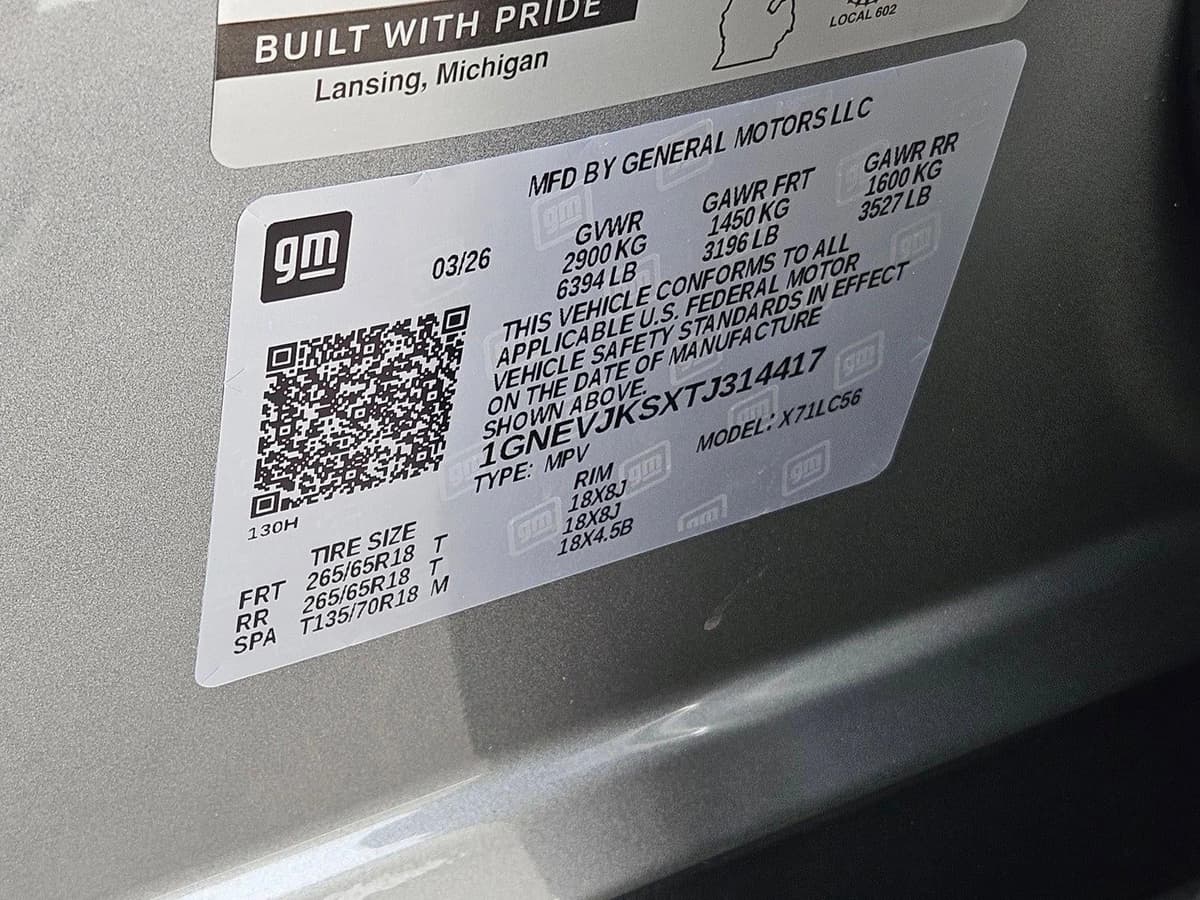 BUILT WITH PRIDE
Lansing, Michigan
LOCAL 602
MFD BY GENERAL MOTORS LLC
gm
03/26
GVWR GAWR FRT GAWR RR
2900 KG 1450 KG 1600 KG
6394 LB 3196 LB 3527 LB
THIS VEHICLE CONFORMS TO ALL
APPLICABLE U.S. FEDERAL MOTOR
VEHICLE SAFETY STANDARDS IN EFFECT
ON THE DATE OF MANUFACTURE
SHOWN ABOVE.
1GNEVJKSXTJ314417
TYPE: MPV MODEL: X71LC56
130H
TIRE SIZE RIM
FRT 265/65R18 T 18X8J
RR 265/65R18 T 18X8J
SPA T135/70R18 M 18X4.5B